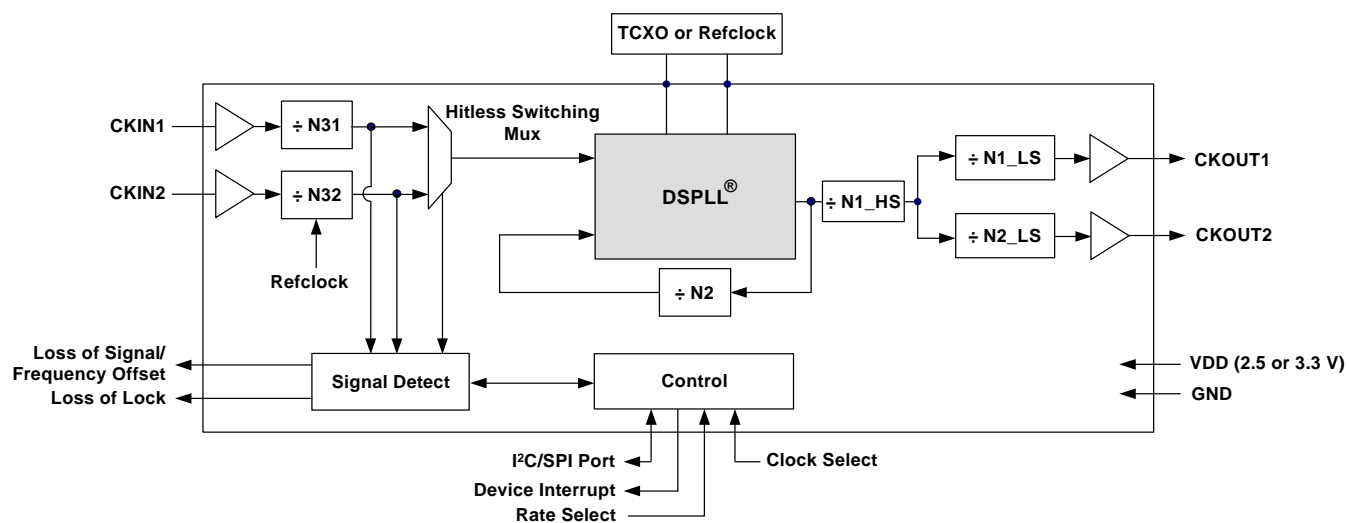 TCXO or Refclock
CKIN1
÷ N31
Hitless Switching
Mux
CKIN2
÷ N32
Refclock
DSPLL®
÷ N1_HS
÷ N1_LS
CKOUT1
÷ N2_LS
CKOUT2
÷ N2
Loss of Signal/
Frequency Offset
Loss of Lock
Signal Detect
Control
VDD (2.5 or 3.3 V)
GND
I²C/SPI Port
Device Interrupt
Rate Select
Clock Select